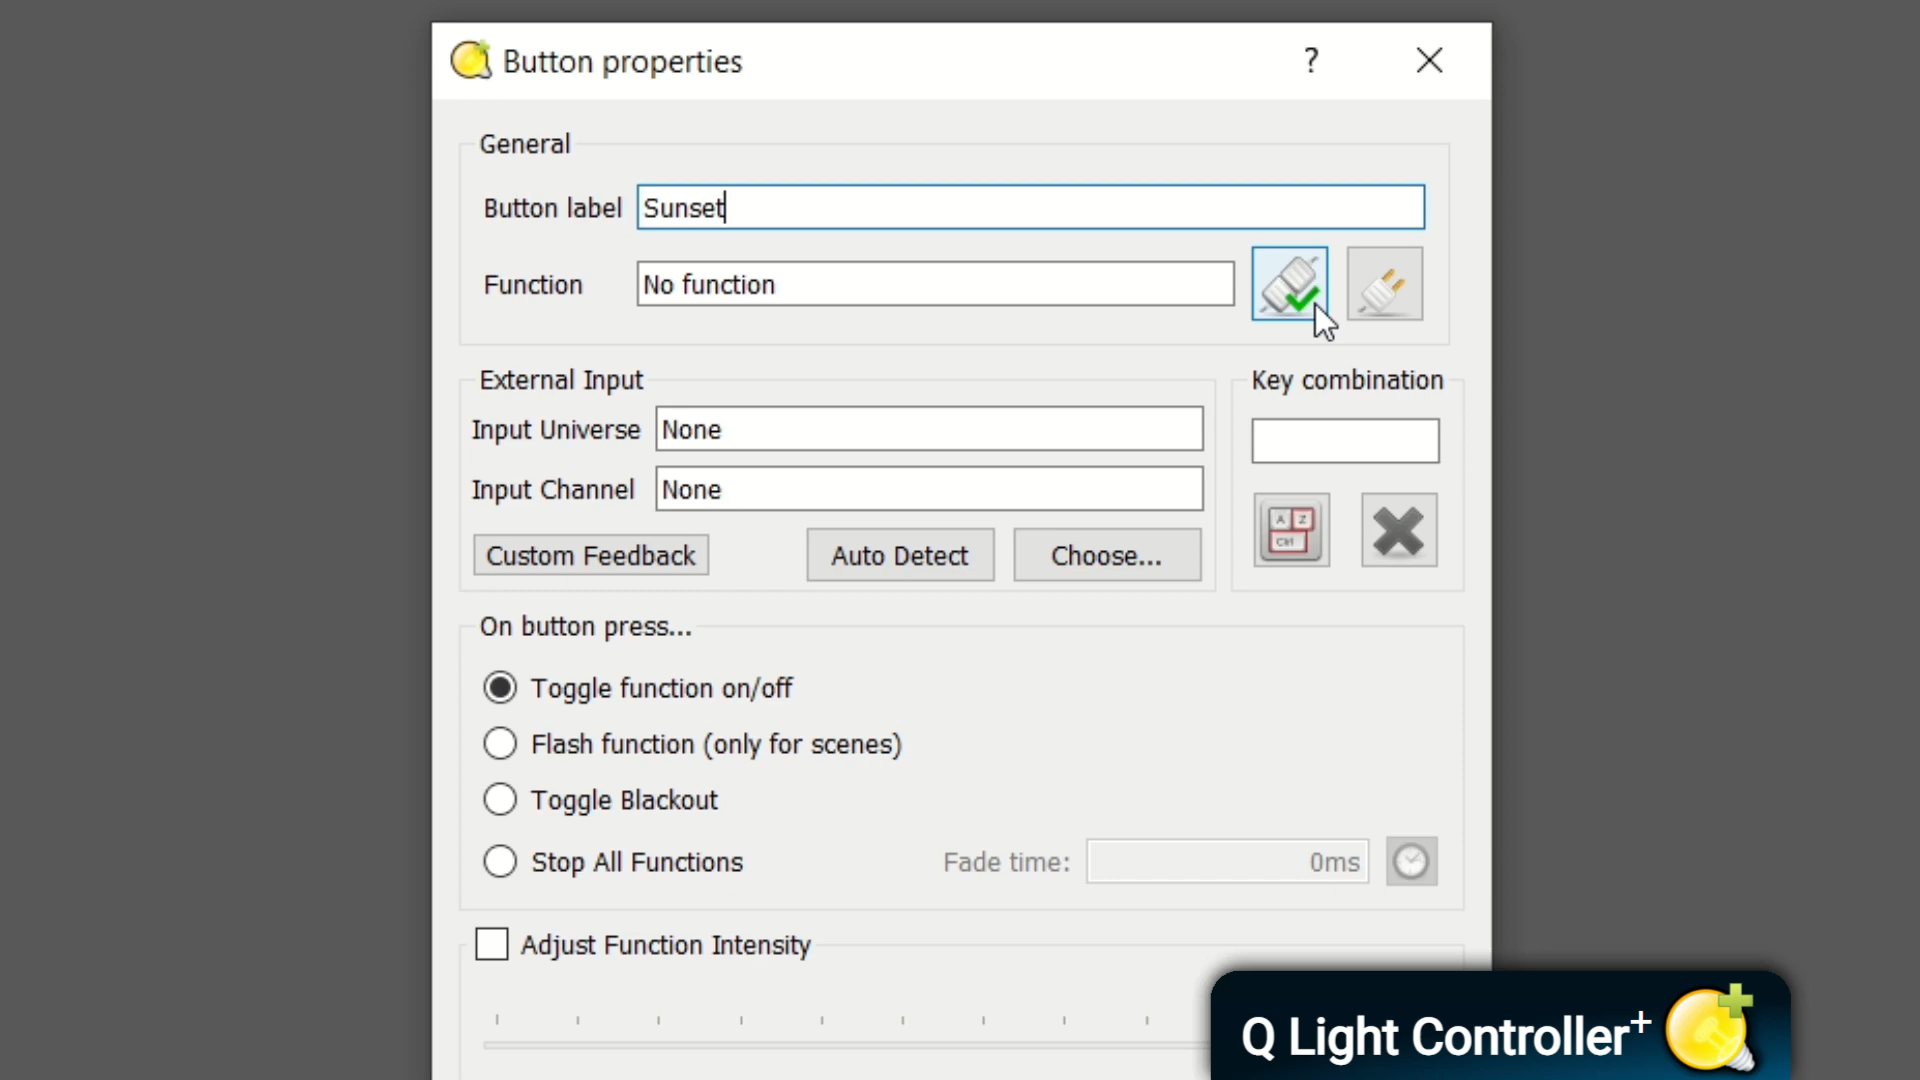 Button properties ?
General
Button label Sunset
Function No function
External Input Key combination
Input Universe None
Input Channel None
A Z
Ctrl
Custom Feedback Auto Detect Choose...
On button press...
Toggle function on/off
Flash function (only for scenes)
Toggle Blackout
Stop All Functions Fade time: 0ms
Adjust Function Intensity
Q Light Controller+